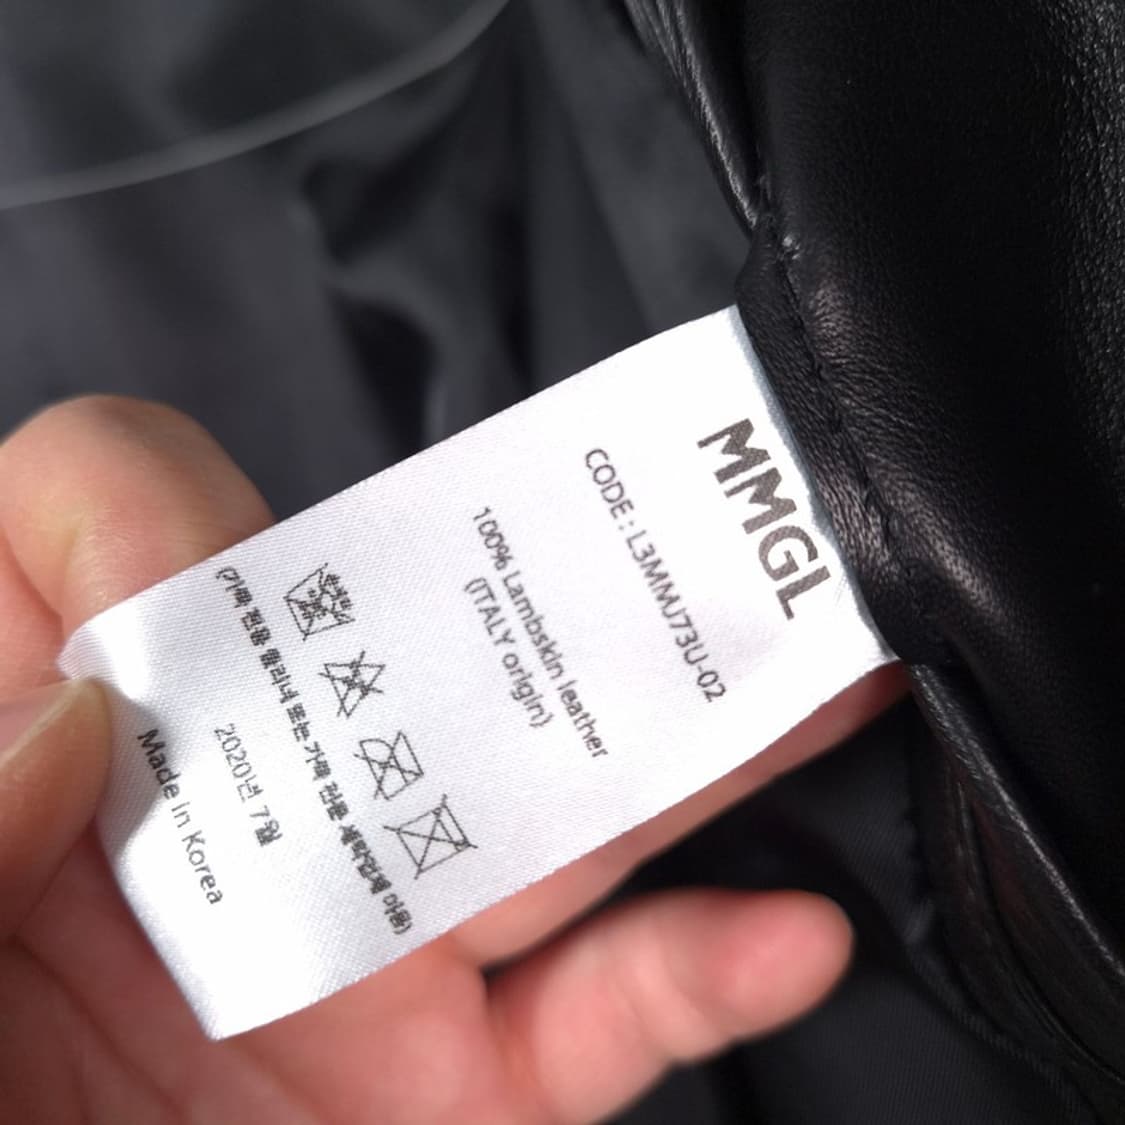 MMGL
CODE : L3MMJ73U-02
100% Lambskin leather
(ITALY origin)
(가죽 전용 클리너 또는 가죽 전문 세탁업체 이용)
2020년 7월
Made in Korea